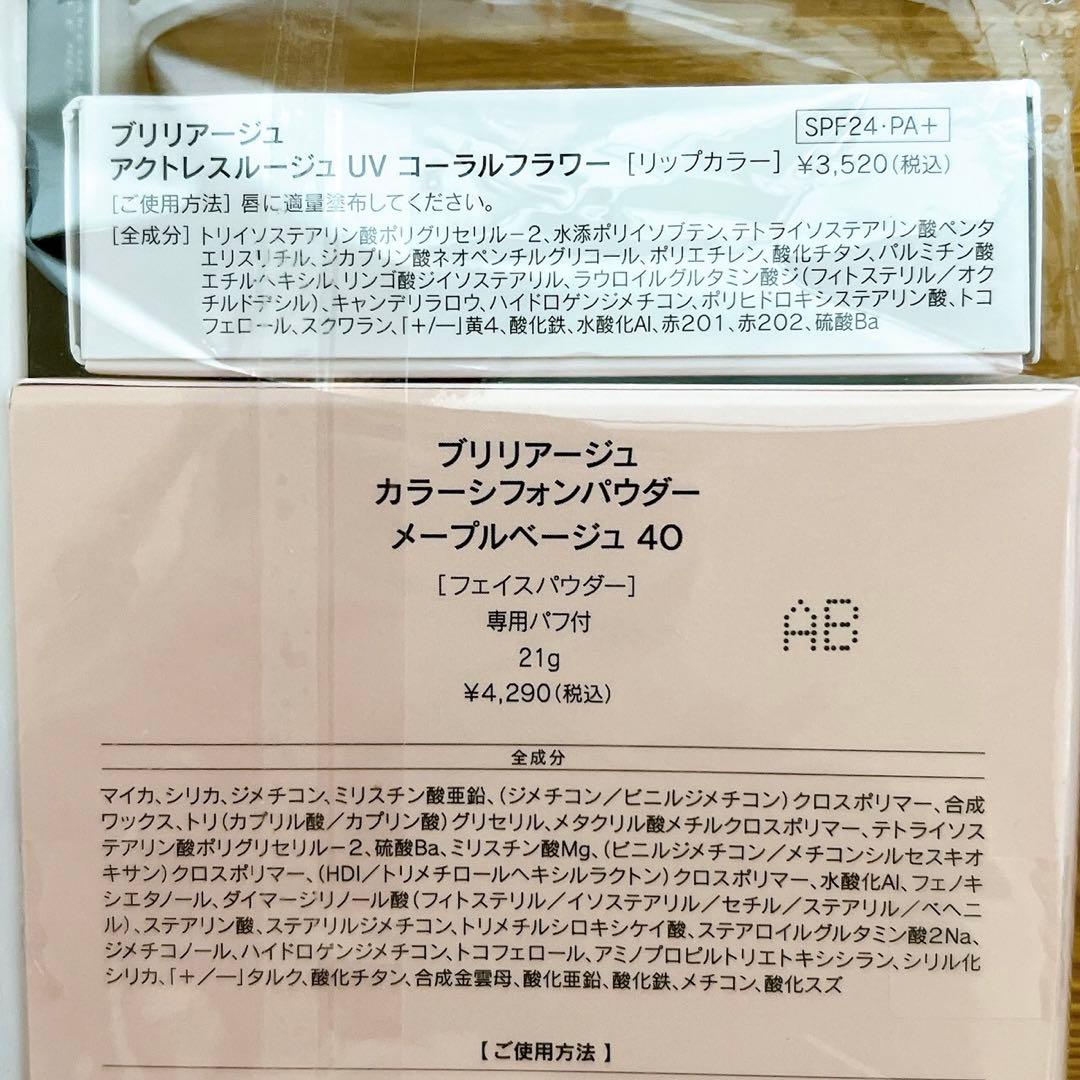 ブリリアージュ
アクトレスルージュ UV コーラルフラワー [リップカラー] ¥3,520(税込)
SPF24・PA+
[ご使用方法] 唇に適量塗布してください。
[全成分] トリイソステアリン酸ポリグリセリル-2、水添ポリイソブテン、テトライソステアリン酸ペンタ
エリスリチル、ジカプリン酸ネオペンチルグリコール、ポリエチレン、酸化チタン、パルミチン酸
エチルヘキシル、リンゴ酸ジイソステアリル、ラウロイルグルタミン酸ジ(フィトステリル/オク
チルドデシル)、キャンデリラロウ、ハイドロゲンジメチコン、ポリヒドロキシステアリン酸、トコ
フェロール、スクワラン、「+/-」黄4、酸化鉄、水酸化Al、赤201、赤202、硫酸Ba
ブリリアージュ
カラーシフォンパウダー
メープルベージュ 40
[フェイスパウダー]
専用パフ付
21g
¥4,290(税込)
AB
全成分
マイカ、シリカ、ジメチコン、ミリスチン酸亜鉛、(ジメチコン/ビニルジメチコン)クロスポリマー、合成
ワックス、トリ(カプリル酸/カプリン酸)グリセリル、メタクリル酸メチルクロスポリマー、テトライソス
テアリン酸ポリグリセリル-2、硫酸Ba、ミリスチン酸Mg、(ビニルジメチコン/メチコンシルセスキオ
キサン)クロスポリマー、(HDI/トリメチロールヘキシルラクトン)クロスポリマー、水酸化Al、フェノキ
シエタノール、ダイマージリノール酸(フィトステリル/イソステアリル/セチル/ステアリル/ベヘニ
ル)、ステアリン酸、ステアリルジメチコン、トリメチルシロキシケイ酸、ステアロイルグルタミン酸2Na、
ジメチコノール、ハイドロゲンジメチコン、トコフェロール、アミノプロピルトリエトキシシラン、シリル化
シリカ、「+/-」タルク、酸化チタン、合成金雲母、酸化亜鉛、酸化鉄、メチコン、酸化スズ
【ご使用方法】